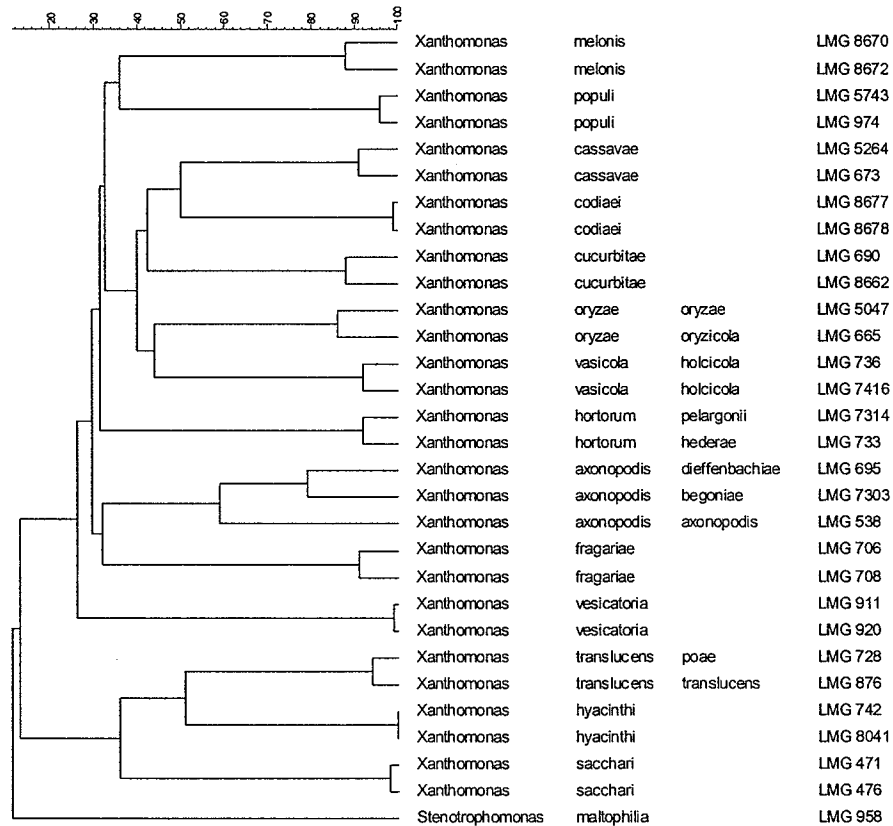 -20 -30 -40 -50 -60 -70 -80 -90 -100
Xanthomonas melonis LMG 8670
Xanthomonas melonis LMG 8672
Xanthomonas populi LMG 5743
Xanthomonas populi LMG 974
Xanthomonas cassavae LMG 5264
Xanthomonas cassavae LMG 673
Xanthomonas codiaei LMG 8677
Xanthomonas codiaei LMG 8678
Xanthomonas cucurbitae LMG 690
Xanthomonas cucurbitae LMG 8662
Xanthomonas oryzae oryzae LMG 5047
Xanthomonas oryzae oryzicola LMG 665
Xanthomonas vasicola holcicola LMG 736
Xanthomonas vasicola holcicola LMG 7416
Xanthomonas hortorum pelargonii LMG 7314
Xanthomonas hortorum hederae LMG 733
Xanthomonas axonopodis dieffenbachiae LMG 695
Xanthomonas axonopodis begoniae LMG 7303
Xanthomonas axonopodis axonopodis LMG 538
Xanthomonas fragariae LMG 706
Xanthomonas fragariae LMG 708
Xanthomonas vesicatoria LMG 911
Xanthomonas vesicatoria LMG 920
Xanthomonas translucens poae LMG 728
Xanthomonas translucens translucens LMG 876
Xanthomonas hyacinthi LMG 742
Xanthomonas hyacinthi LMG 8041
Xanthomonas sacchari LMG 471
Xanthomonas sacchari LMG 476
Stenotrophomonas maltophilia LMG 958